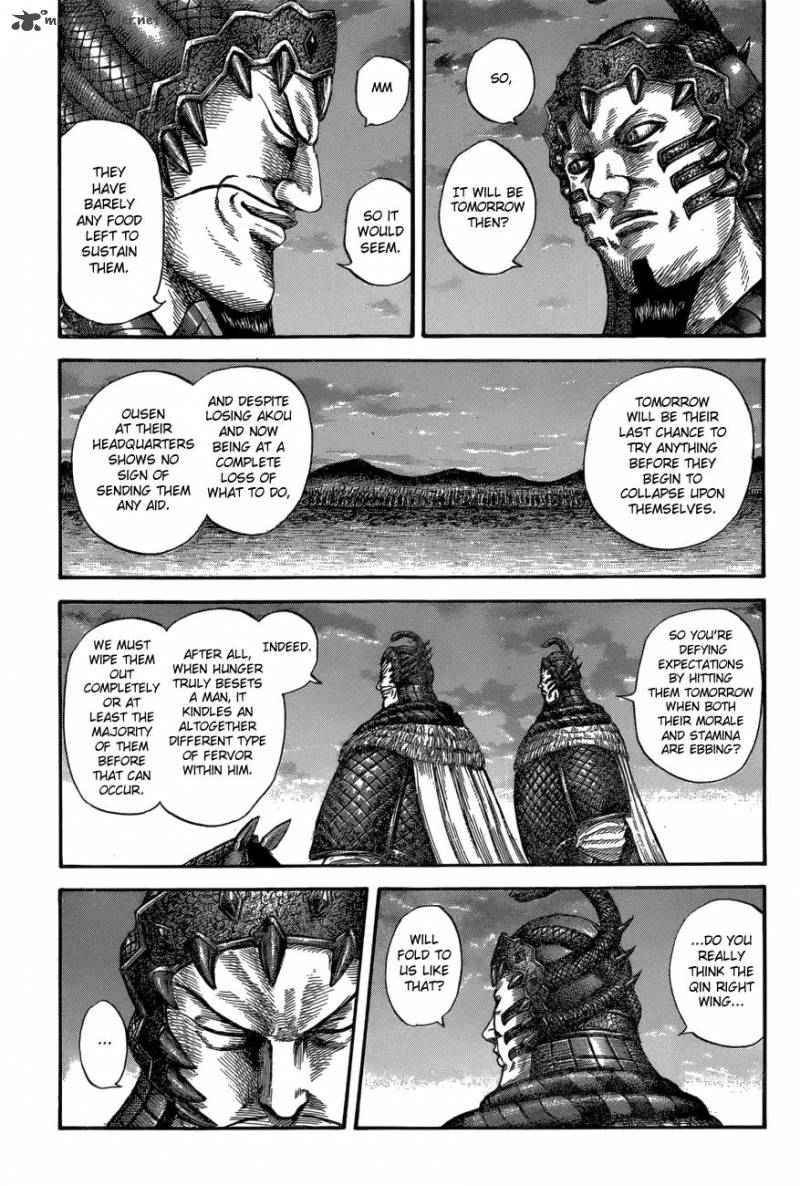 SO,
IT WILL BE
TOMORROW
THEN?
MM
SO IT
WOULD
SEEM.
THEY
HAVE
BARELY
ANY FOOD
LEFT TO
SUSTAIN
THEM.
TOMORROW
WILL BE THEIR
LAST CHANCE TO
TRY ANYTHING
BEFORE THEY
BEGIN TO
COLLAPSE UPON
THEMSELVES.
AND DESPITE
LOSING AKOU
AND NOW
BEING AT A
COMPLETE
LOSS OF
WHAT TO DO,
OUSEN
AT THEIR
HEADQUARTERS
SHOWS NO
SIGN OF
SENDING THEM
ANY AID.
SO YOU'RE
DEFYING
EXPECTATIONS
BY HITTING
THEM TOMORROW
WHEN BOTH
THEIR MORALE
AND STAMINA
ARE EBBING?
INDEED.
AFTER ALL,
WHEN HUNGER
TRULY BESETS
A MAN, IT
KINDLES AN
ALTOGETHER
DIFFERENT TYPE
OF FERVOR
WITHIN HIM.
WE MUST
WIPE THEM
OUT
COMPLETELY
OR AT
LEAST THE
MAJORITY
OF THEM
BEFORE
THAT CAN
OCCUR.
...DO YOU
REALLY
THINK THE
QIN RIGHT
WING...
WILL
FOLD TO
US LIKE
THAT?
...